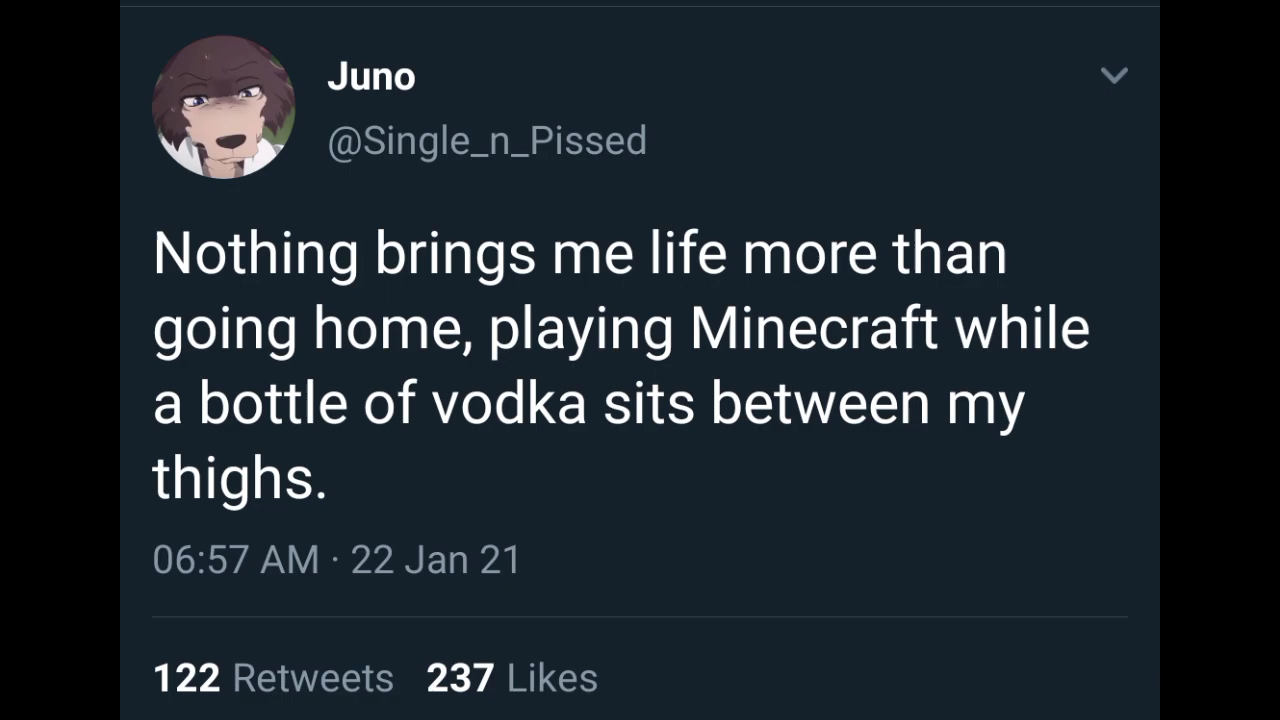 Juno
@Single_n_Pissed
Nothing brings me life more than
going home, playing Minecraft while
a bottle of vodka sits between my
thighs.
06:57 AM · 22 Jan 21
122 Retweets 237 Likes